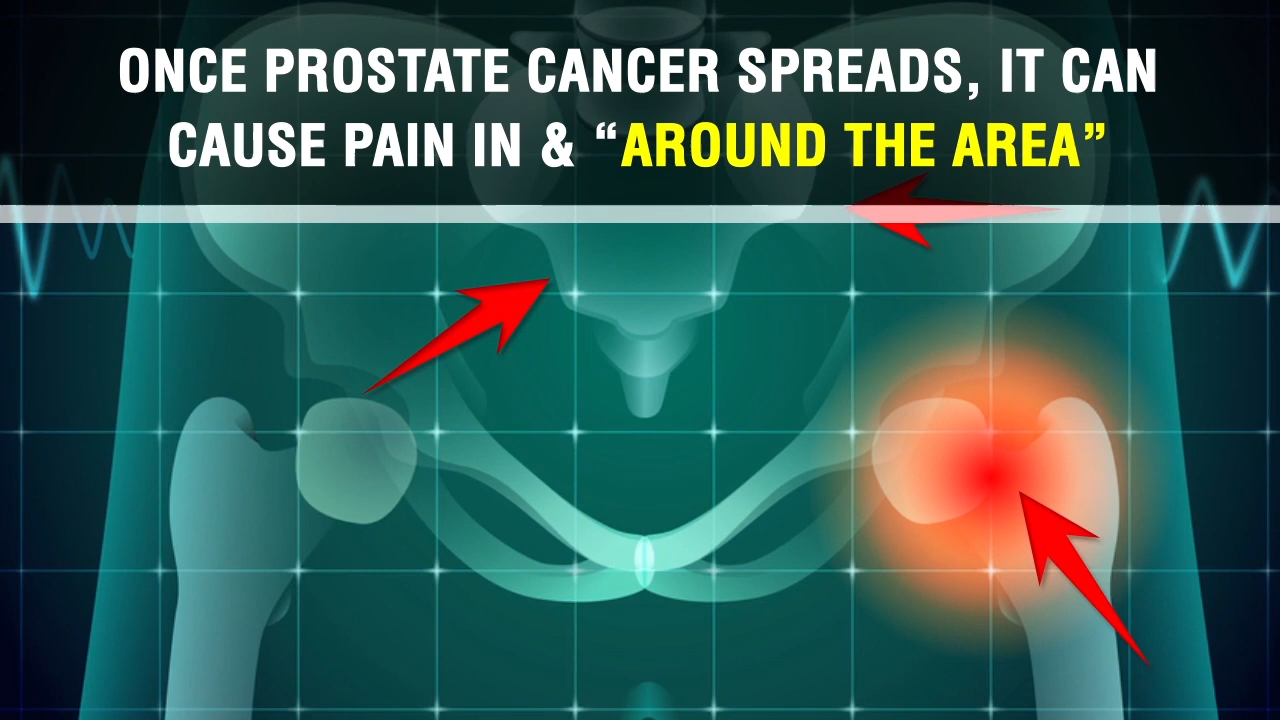 ONCE PROSTATE CANCER SPREADS, IT CAN
CAUSE PAIN IN & “AROUND THE AREA”